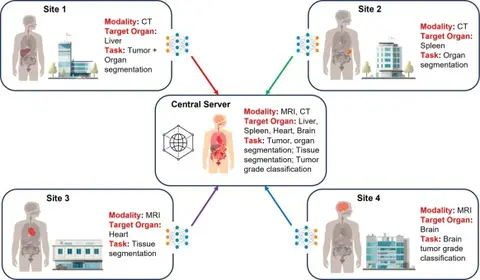 Site 1
Modality: CT
Target Organ:
Liver
Task: Tumor +
Organ
segmentation
Site 2
Modality: CT
Target Organ:
Spleen
Task: Organ
segmentation
Central Server
Modality: MRI, CT
Target Organ: Liver,
Spleen, Heart, Brain
Task: Tumor, organ
segmentation; Tissue
segmentation; Tumor
grade classification
Site 3
Modality: MRI
Target Organ:
Heart
Task: Tissue
segmentation
Site 4
Modality: MRI
Target Organ:
Brain
Task: Brain
tumor grade
classification